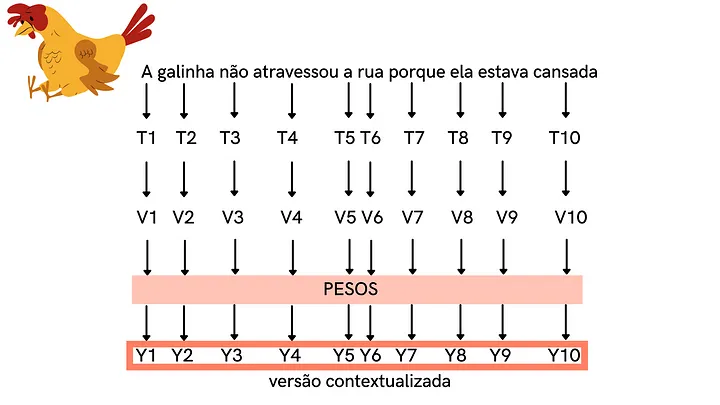 A galinha não atravessou a rua porque ela estava cansada
T1 T2 T3 T4 T5 T6 T7 T8 T9 T10
V1 V2 V3 V4 V5 V6 V7 V8 V9 V10
PESOS
Y1 Y2 Y3 Y4 Y5 Y6 Y7 Y8 Y9 Y10
versão contextualizada